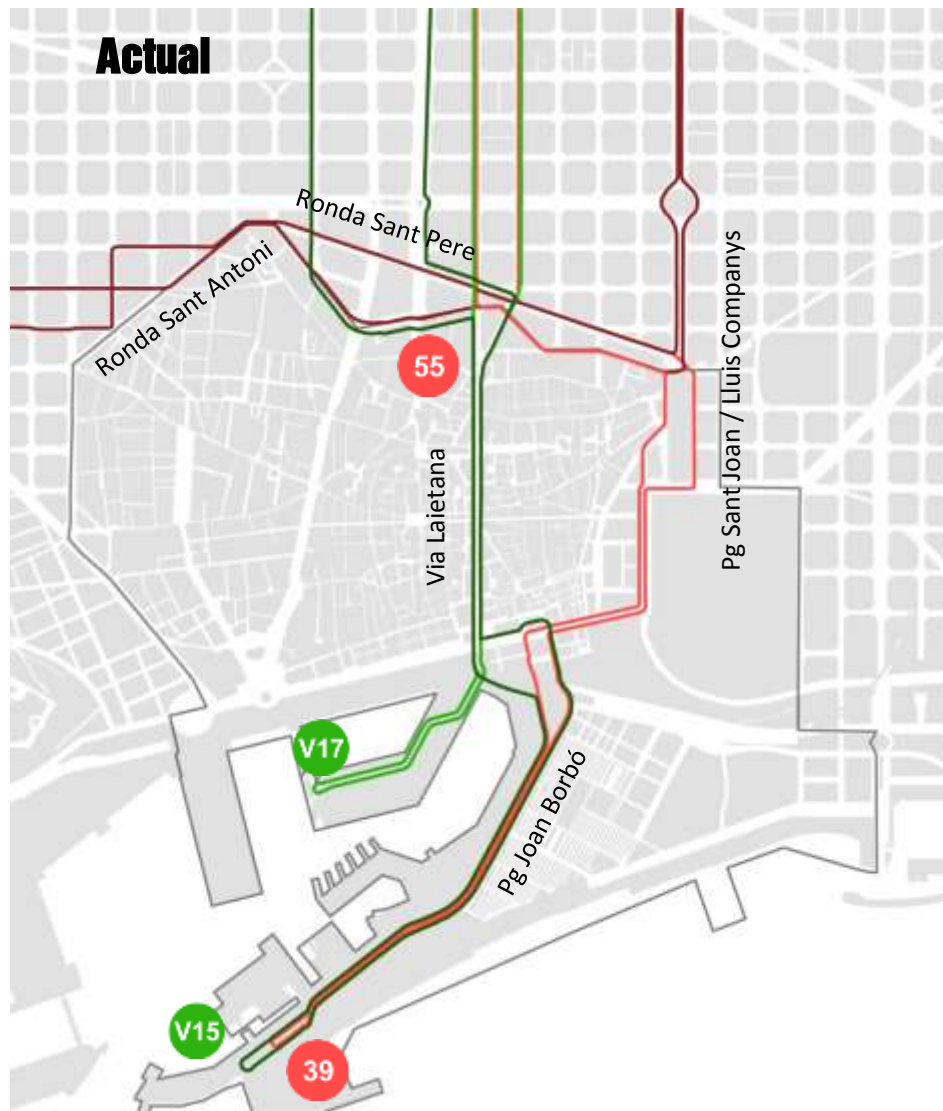 Actual
Ronda Sant Pere
Ronda Sant Antoni
Pg Sant Joan / Lluis Companys
55
Via Laietana
V17
Pg Joan Borbó
V15
39